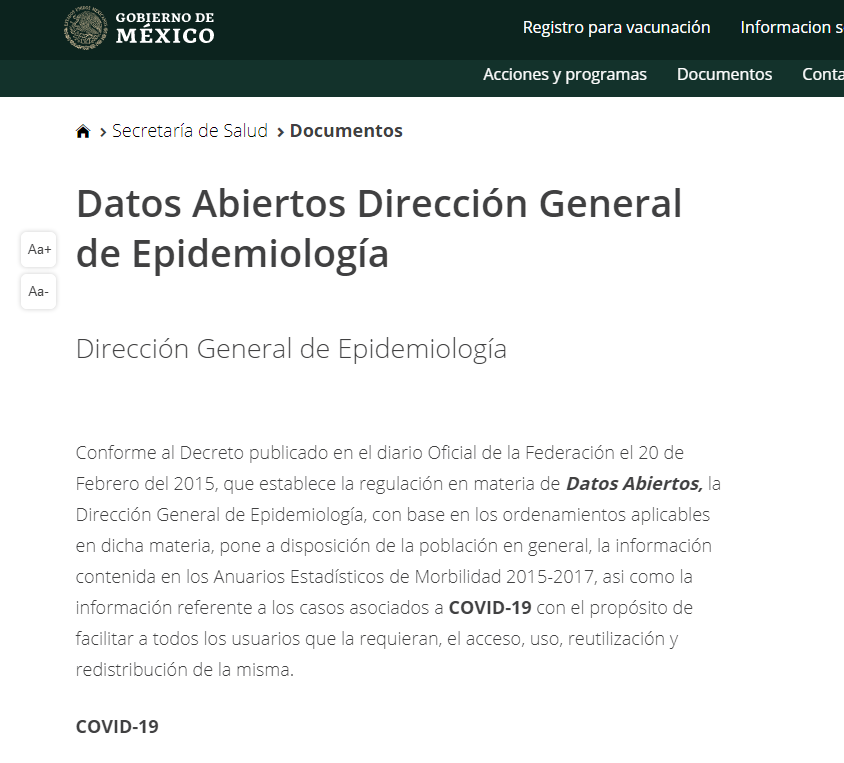 GOBIERNO DE
MÉXICO
Registro para vacunación Informacion s
Acciones y programas Documentos Conta
Secretaría de Salud Documentos
Datos Abiertos Dirección General
de Epidemiología
Aa+
Aa-
Dirección General de Epidemiología
Conforme al Decreto publicado en el diario Oficial de la Federación el 20 de
Febrero del 2015, que establece la regulación en materia de Datos Abiertos, la
Dirección General de Epidemiología, con base en los ordenamientos aplicables
en dicha materia, pone a disposición de la población en general, la información
contenida en los Anuarios Estadísticos de Morbilidad 2015-2017, asi como la
información referente a los casos asociados a COVID-19 con el propósito de
facilitar a todos los usuarios que la requieran, el acceso, uso, reutilización y
redistribución de la misma.
COVID-19